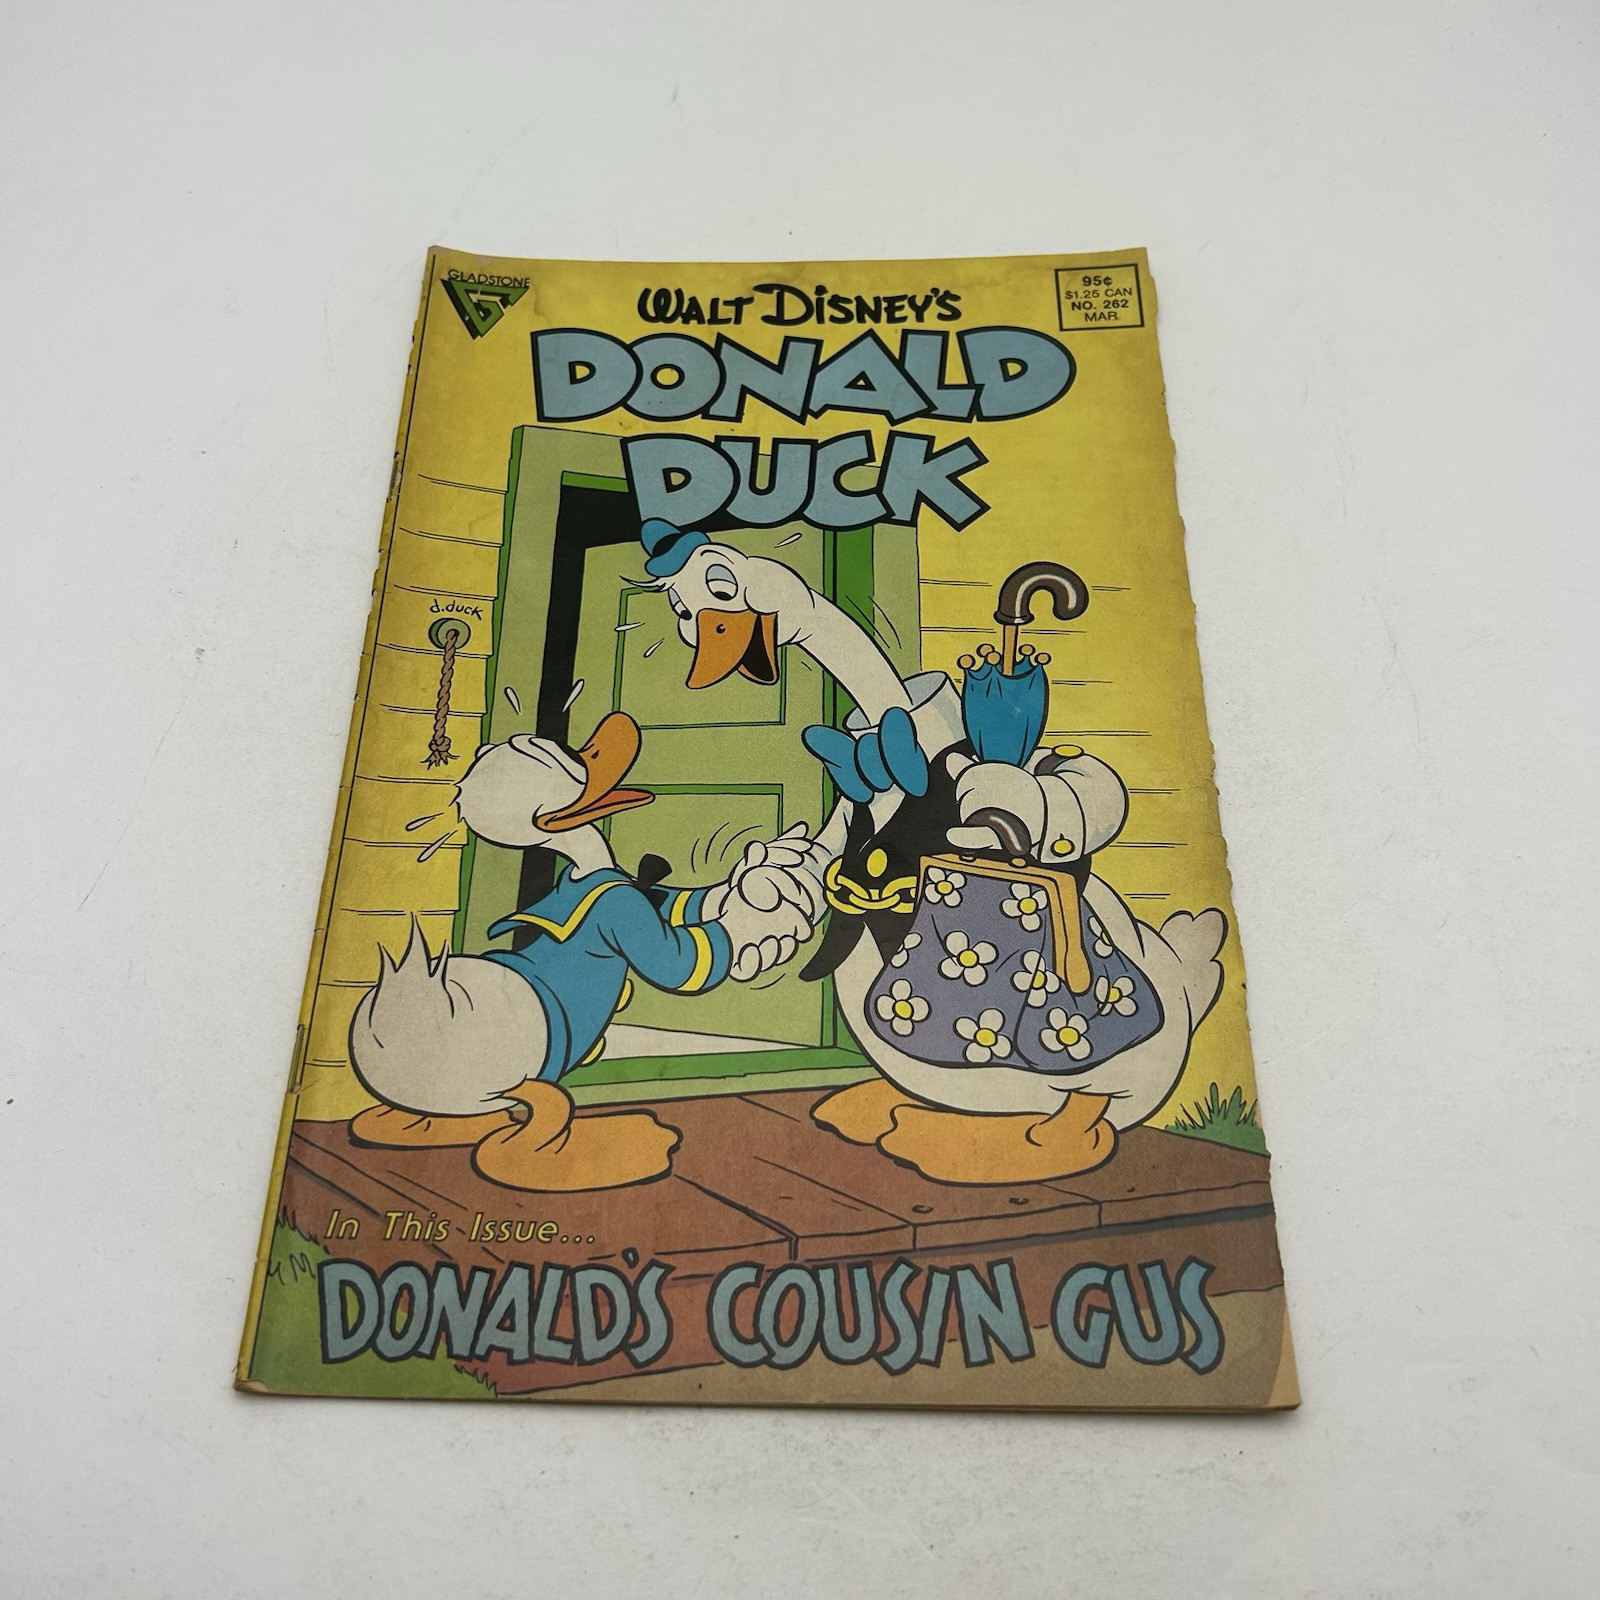 GLADSTONE
G
WALT DISNEY'S
DONALD
DUCK
95¢
$1.25 CAN
NO. 262
MAR.
d.duck
In This Issue...
DONALD'S COUSIN GUS